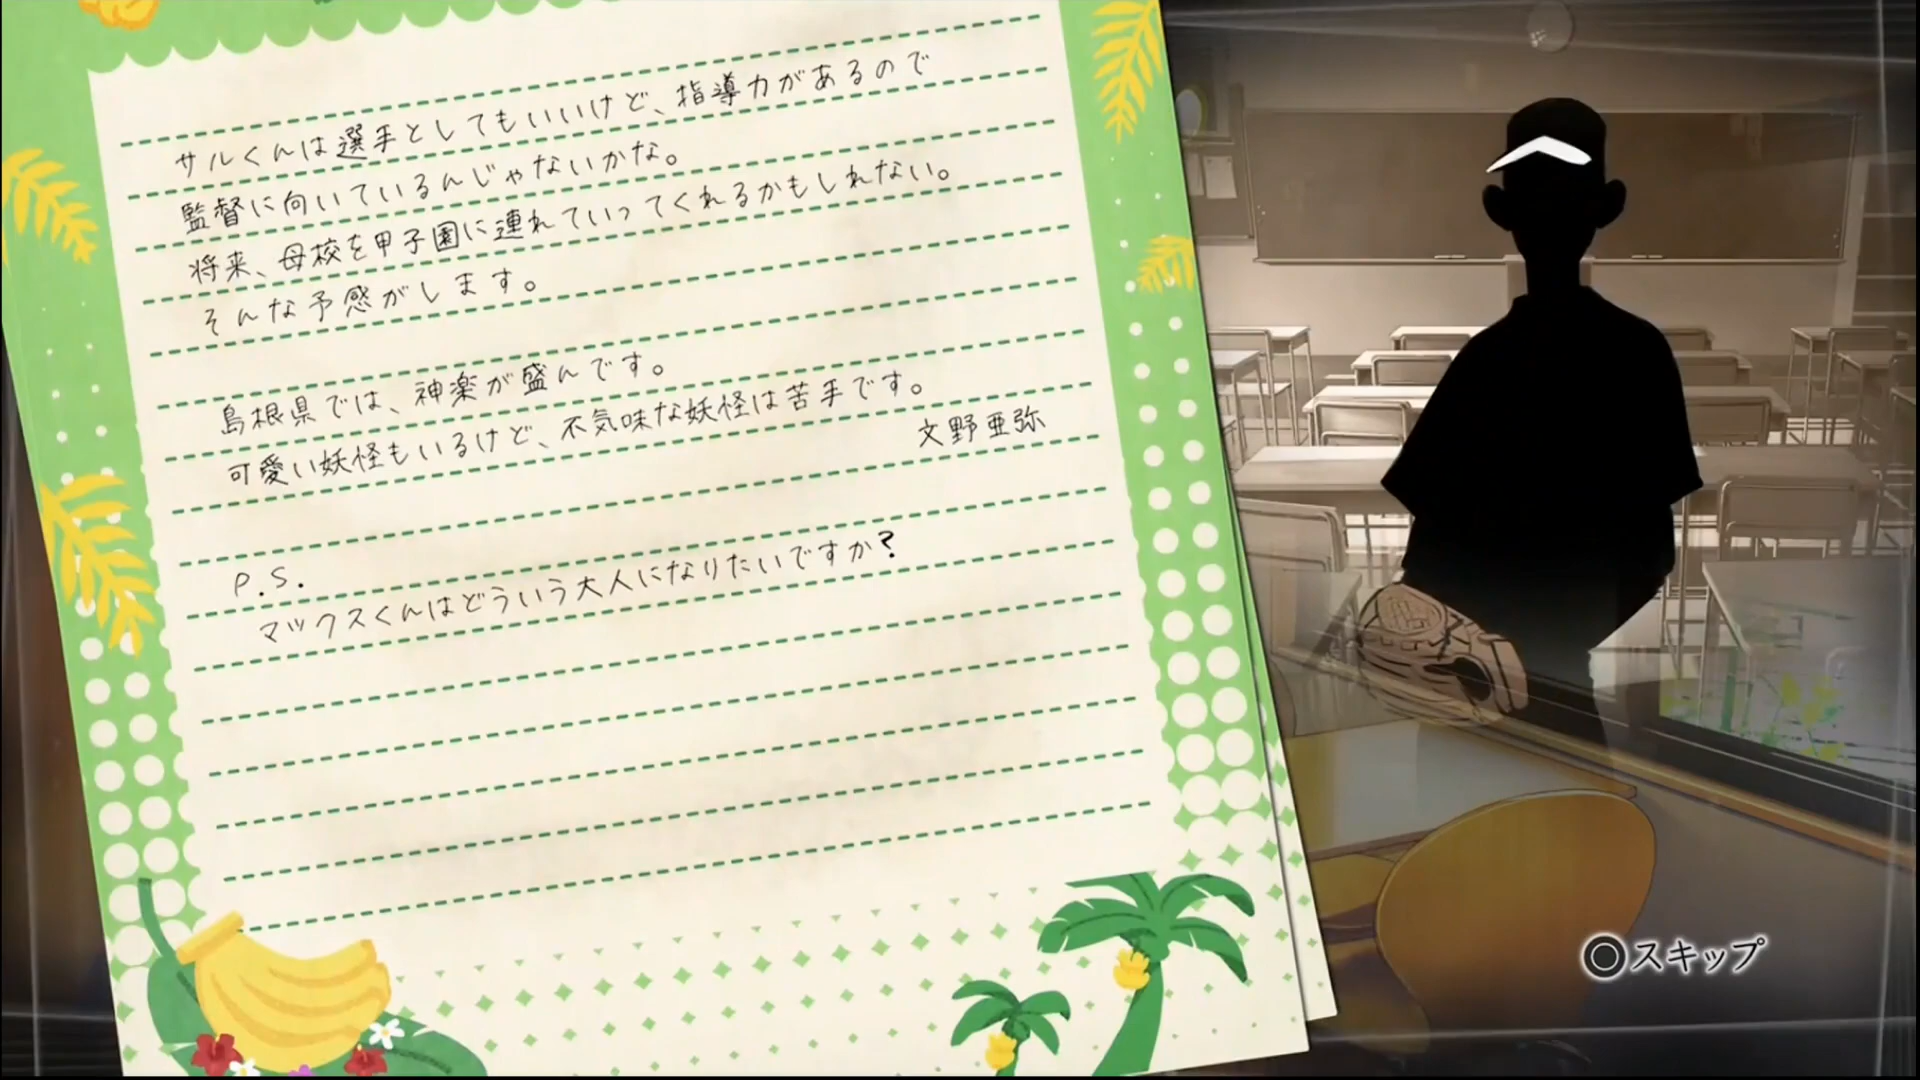 サルくんは選手としてもいいけど、指導力があるので
監督に向いているんじゃないかな。
将来、母校を甲子園に連れていってくれるかもしれない。
そんな予感がします。
島根県では、神楽が盛んです。
可愛い妖怪もいるけど、不気味な妖怪は苦手です。
文野亜弥
P.S.
マックスくんはどういう大人になりたいですか?
スキップ